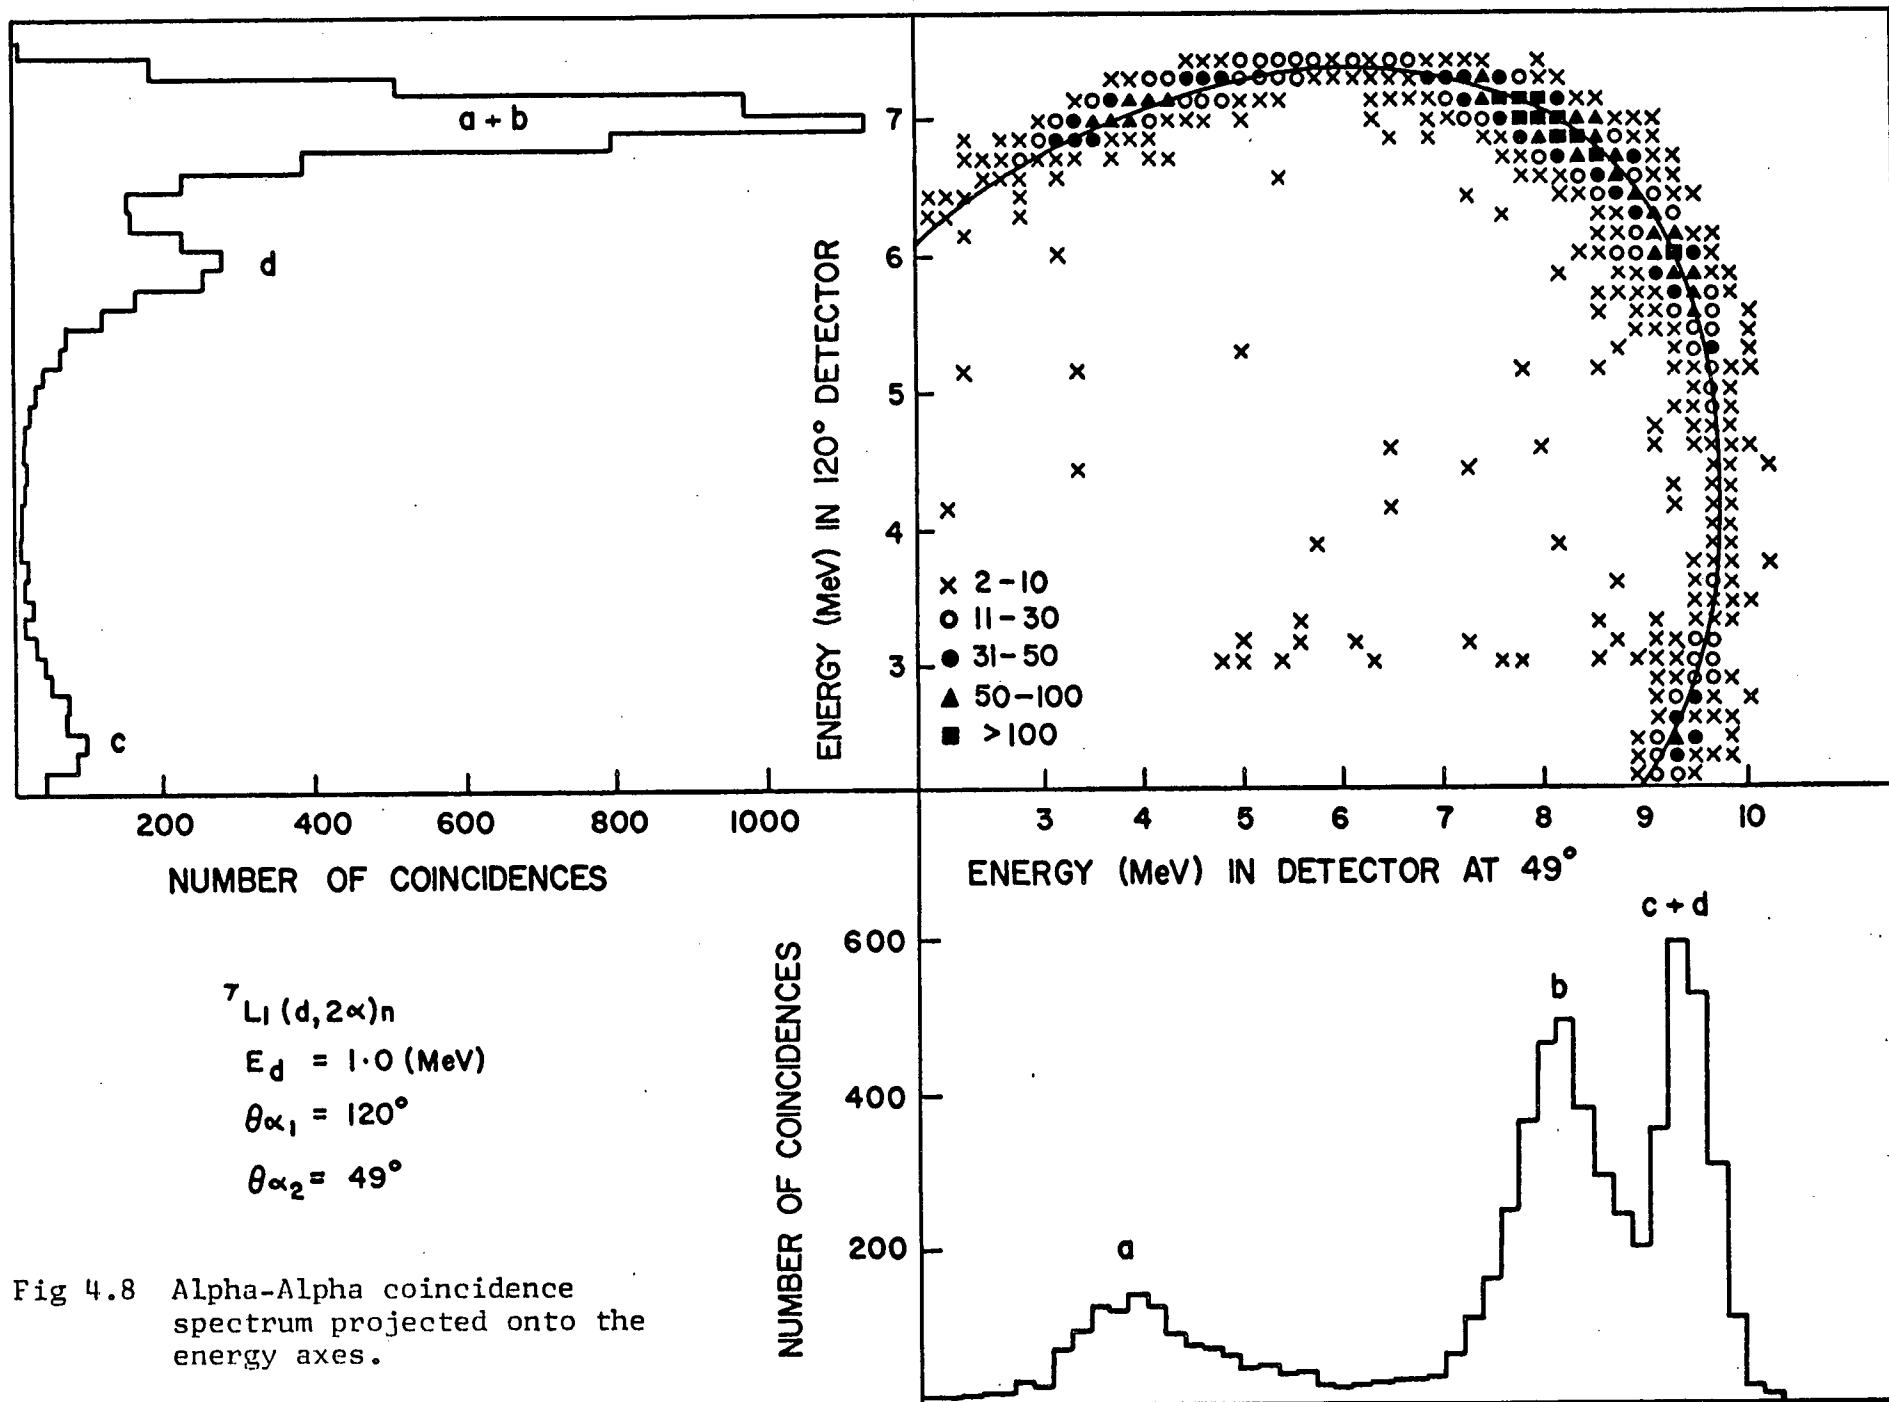 a + b
d
c
200 400 600 800 1000
NUMBER OF COINCIDENCES
ENERGY (MeV) IN 120° DETECTOR
7
6
5
4
3
× 2-10
○ 11-30
● 31-50
▲ 50-100
■ >100
3 4 5 6 7 8 9 10
ENERGY (MeV) IN DETECTOR AT 49°
NUMBER OF COINCIDENCES
600
400
200
a
b
c + d
⁷LI (d,2α)n
E_d = 1·0 (MeV)
θα₁ = 120°
θα₂ = 49°
Fig 4.8 Alpha-Alpha coincidence
spectrum projected onto the
energy axes.